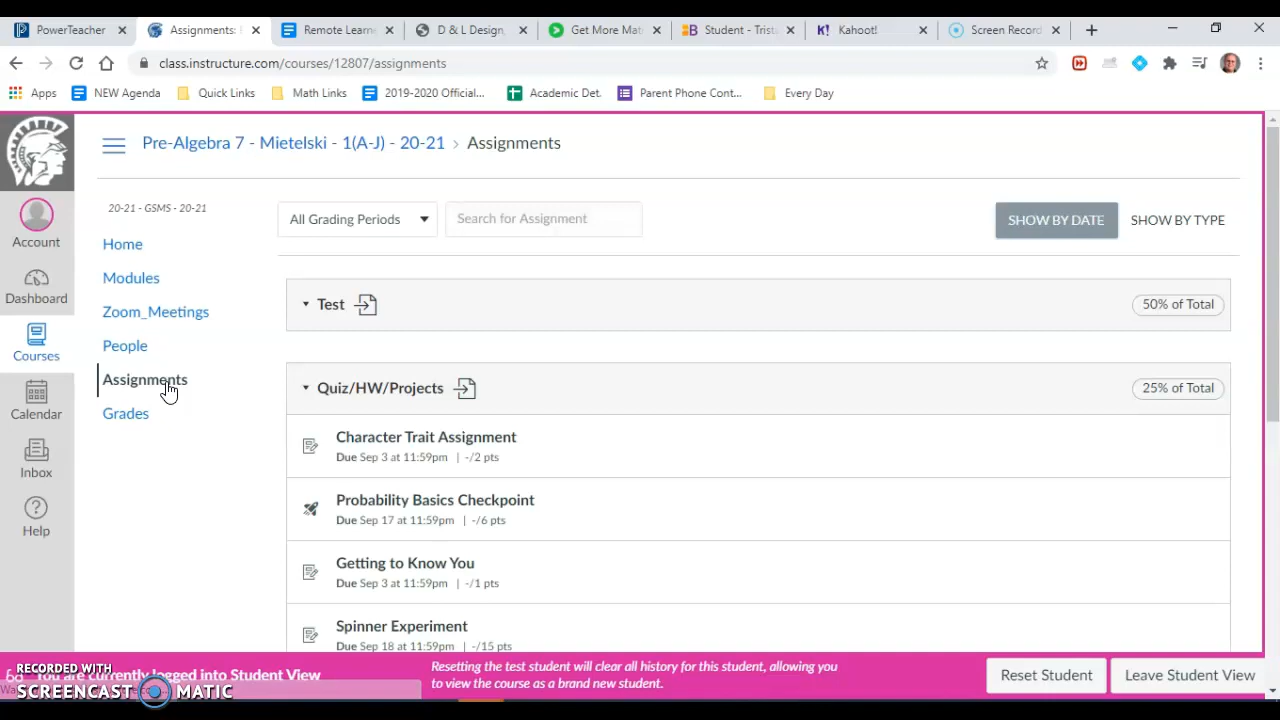 PowerTeacher
Assignments:
Remote Learn
D & L Design,
Get More Mat
Student - Trist
Kahoot!
Screen Record
class.instructure.com/courses/12807/assignments
Apps
NEW Agenda
Quick Links
Math Links
2019-2020 Official...
Academic Det.
Parent Phone Cont...
Every Day
Pre-Algebra 7 - Mietelski - 1(A-J) - 20-21 › Assignments
20-21 - GSMS - 20-21
Home
Modules
Zoom_Meetings
People
Assignments
Grades
Account
Dashboard
Courses
Calendar
Inbox
Help
All Grading Periods
Search for Assignment
SHOW BY DATE
SHOW BY TYPE
Test
50% of Total
Quiz/HW/Projects
25% of Total
Character Trait Assignment
Due Sep 3 at 11:59pm | -/2 pts
Probability Basics Checkpoint
Due Sep 17 at 11:59pm | -/6 pts
Getting to Know You
Due Sep 3 at 11:59pm | -/1 pts
Spinner Experiment
Due Sep 18 at 11:59pm | -/15 pts
You are currently logged into Student View
Resetting the test student will clear all history for this student, allowing you
to view the course as a brand new student.
Reset Student
Leave Student View
RECORDED WITH
SCREENCAST MATIC